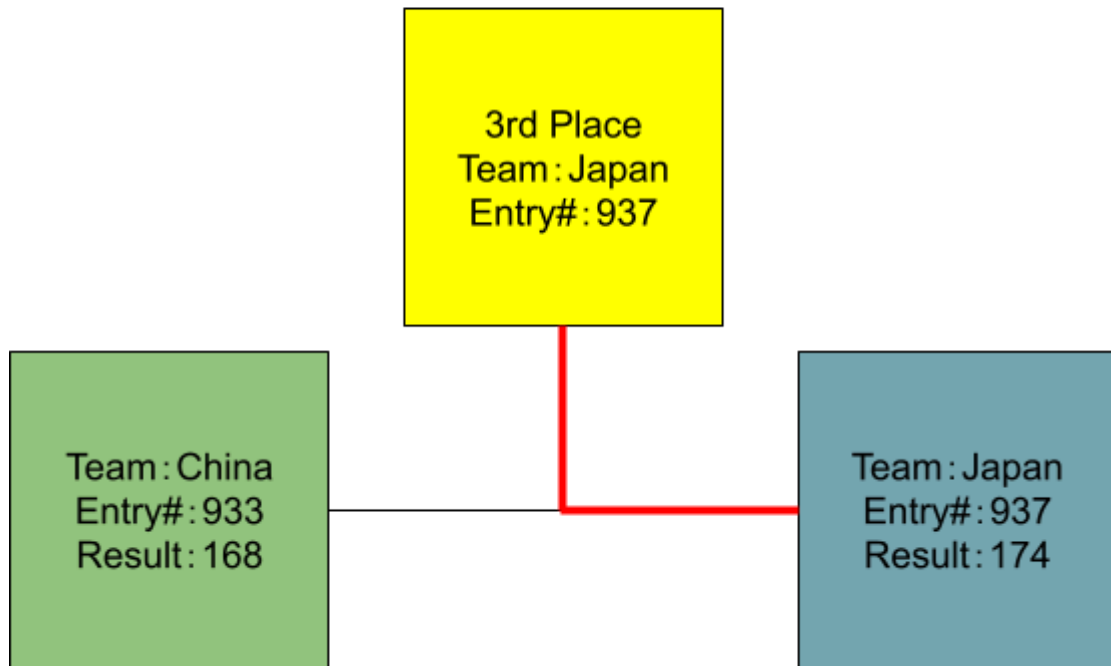 3rd Place
Team：Japan
Entry#：937
Team：China
Entry#：933
Result：168
Team：Japan
Entry#：937
Result：174